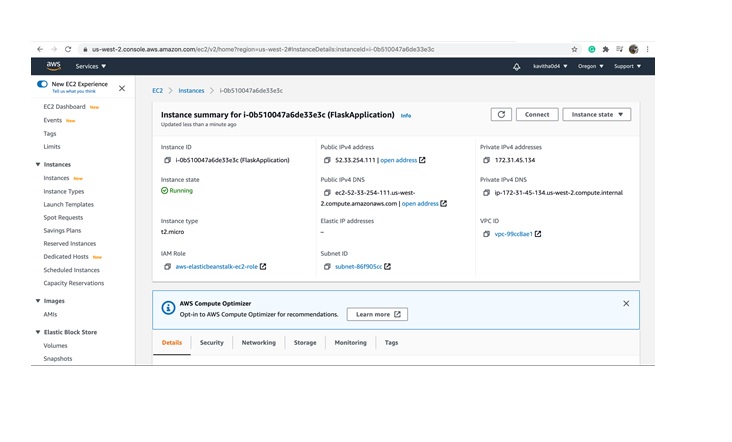 us-west-2.console.aws.amazon.com/ec2/v2/home?region=us-west-2#InstanceDetails:instanceId=i-0b510047a6de33e3c
aws Services kavitha0d4 Oregon Support
New EC2 Experience
Tell us what you think
EC2 Dashboard New
Events New
Tags
Limits
Instances
Instances New
Instance Types
Launch Templates
Spot Requests
Savings Plans
Reserved Instances
Dedicated Hosts New
Scheduled Instances
Capacity Reservations
Images
AMIs
Elastic Block Store
Volumes
Snapshots
EC2 > Instances > i-0b510047a6de33e3c
Instance summary for i-0b510047a6de33e3c (FlaskApplication) Info
Updated less than a minute ago
Connect
Instance state
Instance ID
i-0b510047a6de33e3c (FlaskApplication)
Public IPv4 address
52.33.254.111 | open address
Private IPv4 addresses
172.31.45.134
Instance state
Running
Public IPv4 DNS
ec2-52-33-254-111.us-west-
2.compute.amazonaws.com | open address
Private IPv4 DNS
ip-172-31-45-134.us-west-2.compute.internal
Instance type
t2.micro
Elastic IP addresses
–
VPC ID
vpc-99cc8ae1
IAM Role
aws-elasticbeanstalk-ec2-role
Subnet ID
subnet-86f905cc
AWS Compute Optimizer
Opt-in to AWS Compute Optimizer for recommendations.
Learn more
Details Security Networking Storage Monitoring Tags